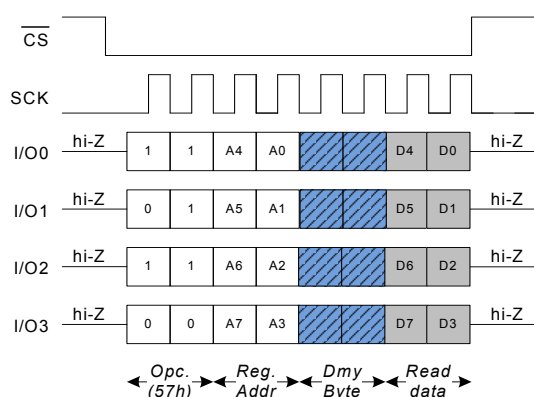 CS
SCK
I/O0 hi-Z 1 1 A4 A0 D4 D0 hi-Z
I/O1 hi-Z 0 1 A5 A1 D5 D1 hi-Z
I/O2 hi-Z 1 1 A6 A2 D6 D2 hi-Z
I/O3 hi-Z 0 0 A7 A3 D7 D3 hi-Z
Opc. Reg. Dmy Read
(57h) Addr Byte data